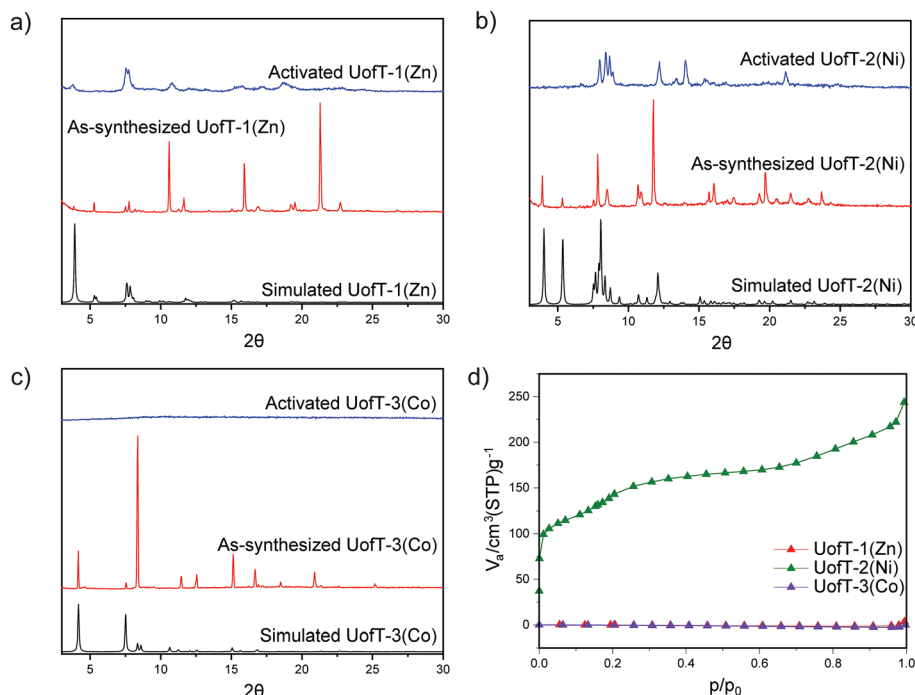 a)
Activated UofT-1(Zn)
As-synthesized UofT-1(Zn)
Simulated UofT-1(Zn)
5 10 15 20 25 30
2θ
b)
Activated UofT-2(Ni)
As-synthesized UofT-2(Ni)
Simulated UofT-2(Ni)
5 10 15 20 25 30
2θ
c)
Activated UofT-3(Co)
As-synthesized UofT-3(Co)
Simulated UofT-3(Co)
5 10 15 20 25 30
2θ
d)
Va/cm³(STP)g⁻¹
250
200
150
100
50
0
UofT-1(Zn)
UofT-2(Ni)
UofT-3(Co)
0.0 0.2 0.4 0.6 0.8 1.0
p/p₀